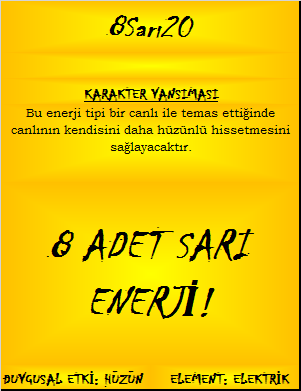 8Sarı20
KARAKTER YANSIMASI
Bu enerji tipi bir canlı ile temas ettiğinde
canlının kendisini daha hüzünlü hissetmesini
sağlayacaktır.
8 ADET SARI
ENERJİ!
DUYGUSAL ETKİ: HÜZÜN ELEMENT: ELEKTRİK